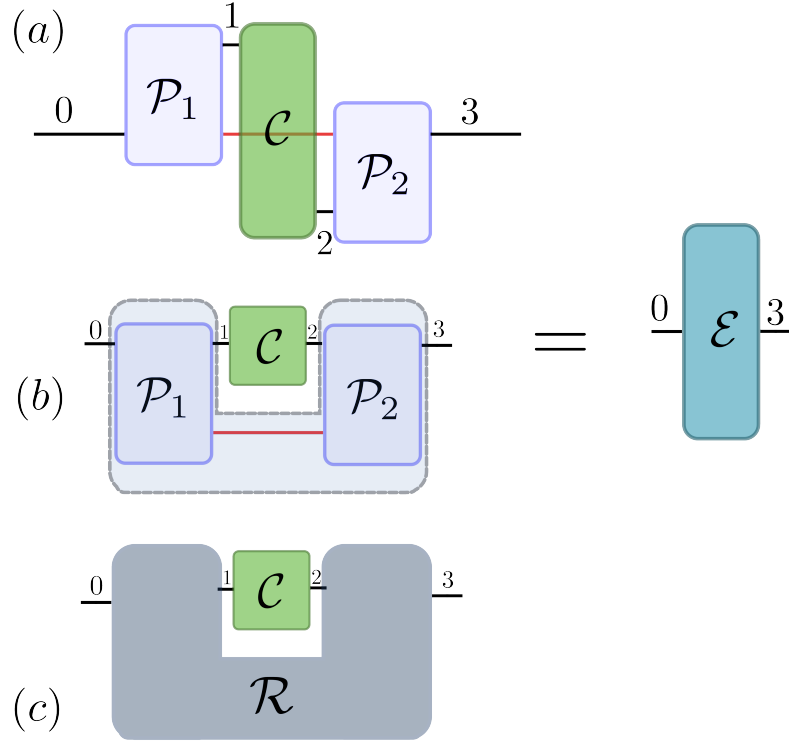 (a) 0 𝒫₁ 1 𝒞 2 𝒫₂ 3
(b) 0 𝒫₁ 1 𝒞 2 𝒫₂ 3
= 0 ℰ 3
(c) 0 1 𝒞 2 3
ℛ